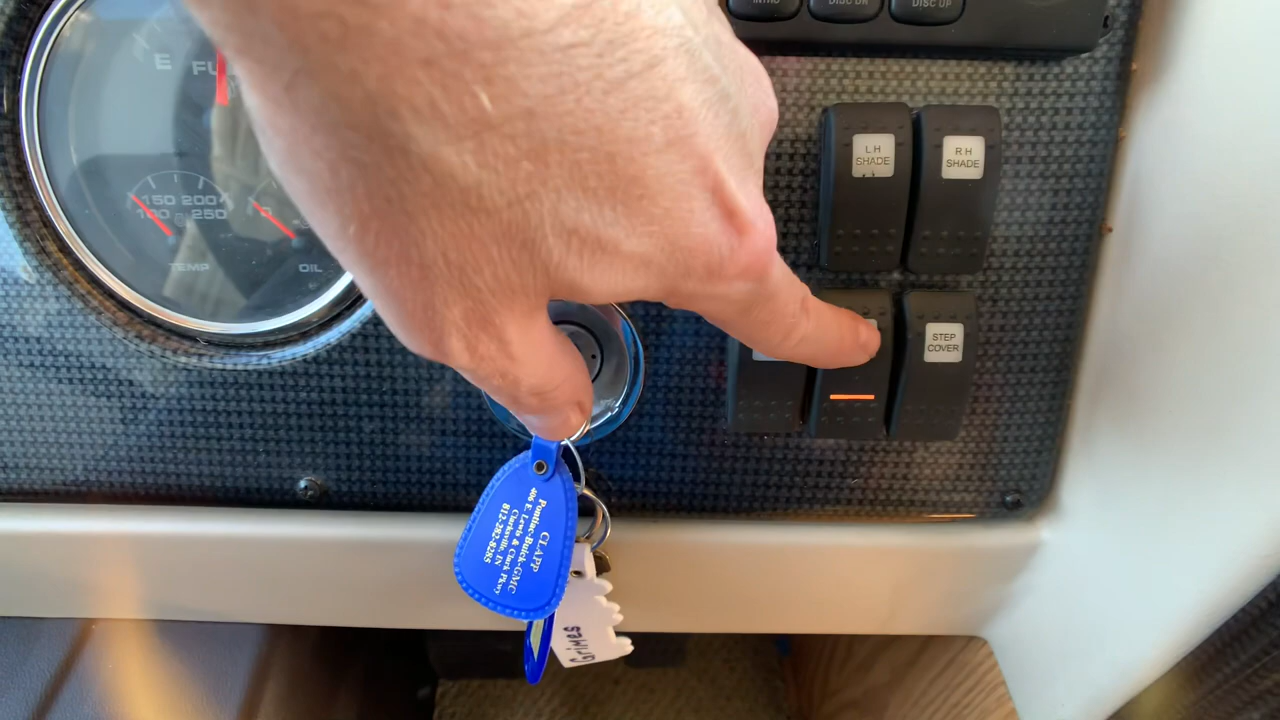 INTRO
DISC DN
DISC UP
E
L H
SHADE
R H
SHADE
150 200
100 250
TEMP
OIL
STEP
COVER
CLAPP
Pontiac-Buick-GMC
406 E. Lewis & Clark Pkwy
Clarksville, IN
812-282-8285
Grimes